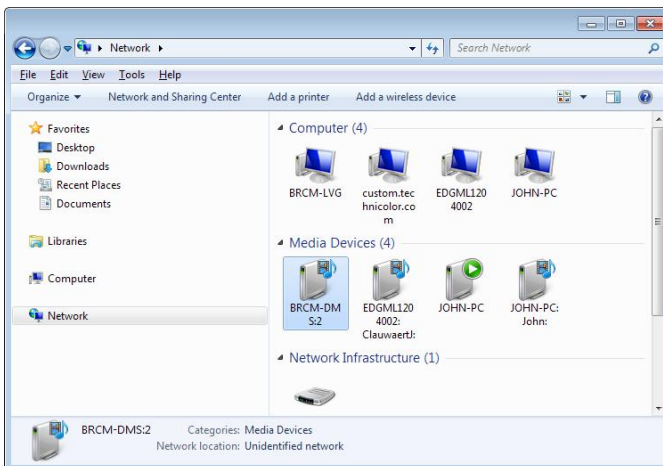 Network
Search Network
File Edit View Tools Help
Organize Network and Sharing Center Add a printer Add a wireless device
Favorites
Desktop
Downloads
Recent Places
Documents
Libraries
Computer
Network
Computer (4)
BRCM-LVG
custom.tec
hnicolor.co
m
EDGML120
4002
JOHN-PC
Media Devices (4)
BRCM-DM
S:2
EDGML120
4002:
ClauwaertJ:
JOHN-PC
JOHN-PC:
John:
Network Infrastructure (1)
BRCM-DMS:2 Categories: Media Devices
Network location: Unidentified network